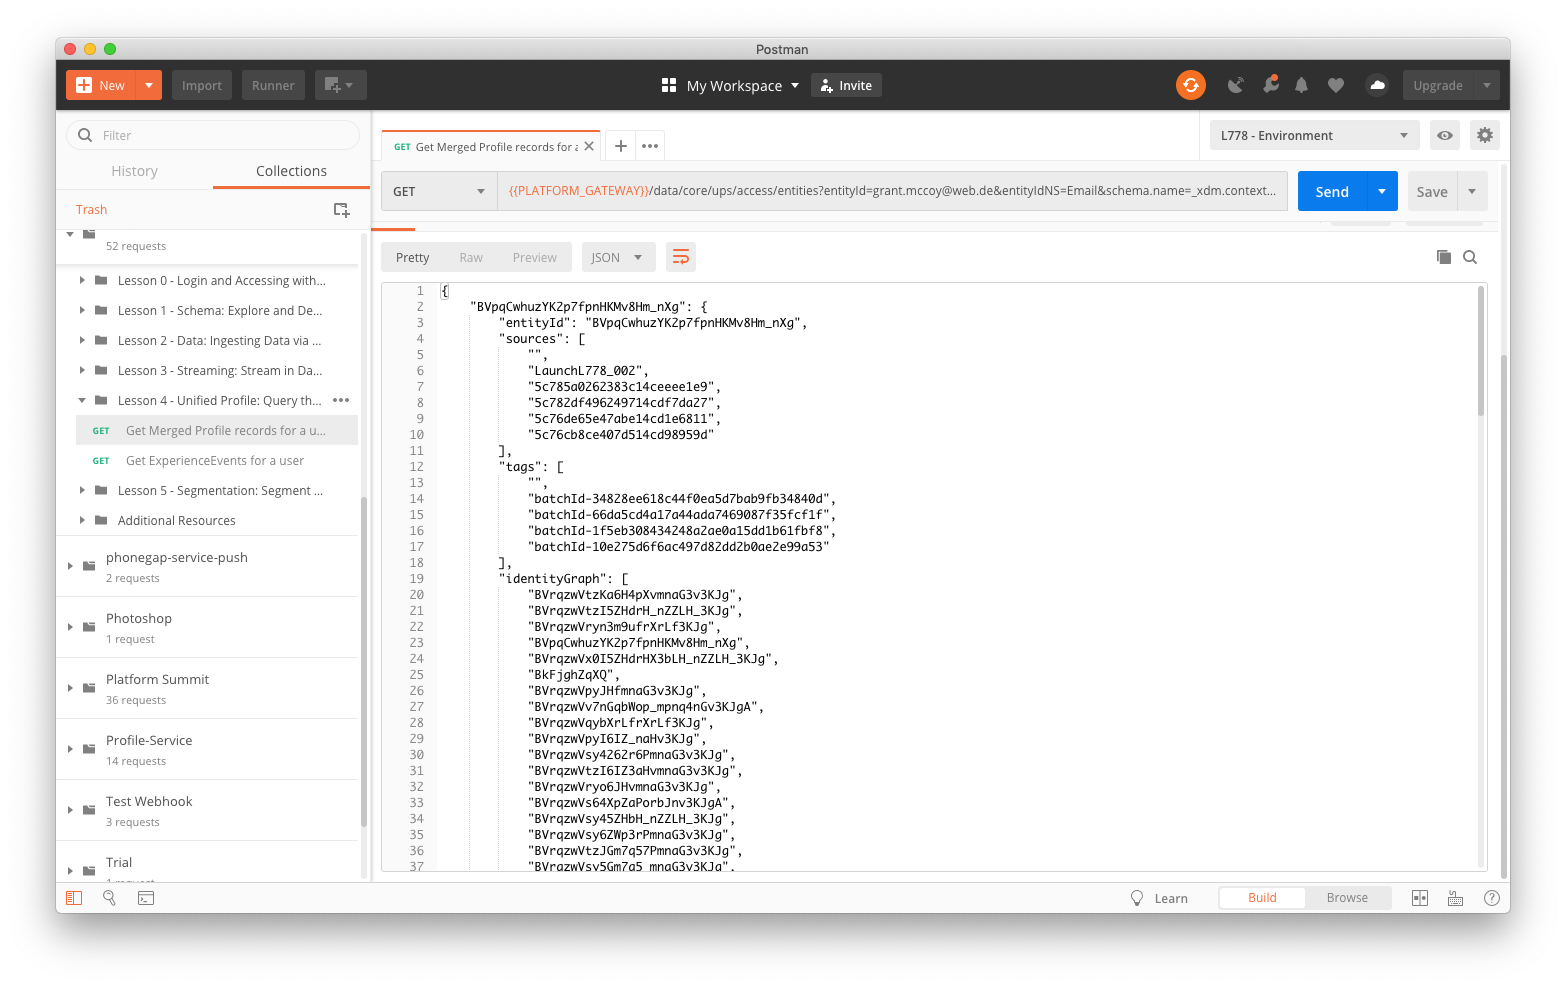 Postman
New
Import
Runner
My Workspace
Invite
Upgrade
Filter
History
Collections
Trash
52 requests
Lesson 0 - Login and Accessing with...
Lesson 1 - Schema: Explore and De...
Lesson 2 - Data: Ingesting Data via ...
Lesson 3 - Streaming: Stream in Da...
Lesson 4 - Unified Profile: Query th...
GET Get Merged Profile records for a u...
GET Get ExperienceEvents for a user
Lesson 5 - Segmentation: Segment ...
Additional Resources
phonegap-service-push
2 requests
Photoshop
1 request
Platform Summit
36 requests
Profile-Service
14 requests
Test Webhook
3 requests
Trial
GET Get Merged Profile records for a
L778 - Environment
GET
{{PLATFORM_GATEWAY}}/data/core/ups/access/entities?entityId=grant.mccoy@web.de&entityIdNS=Email&schema.name=_xdm.context...
Send
Save
Pretty
Raw
Preview
JSON
1 {
2 "BVpqCwhuzYKZp7fpnHKMv8Hm_nXg": {
3 "entityId": "BVpqCwhuzYKZp7fpnHKMv8Hm_nXg",
4 "sources": [
5 "",
6 "LaunchL778_002",
7 "5c785a0262383c14ceeee1e9",
8 "5c782df496249714cdf7da27",
9 "5c76de65e47abe14cd1e6811",
10 "5c76cb8ce407d514cd98959d"
11 ],
12 "tags": [
13 "",
14 "batchId-34828ee618c44f0ea5d7bab9fb34840d",
15 "batchId-66da5cd4a17a44ada7469087f35fcf1f",
16 "batchId-1f5eb308434248a2ae0a15dd1b61fbf8",
17 "batchId-10e275d6f6ac497d82dd2b0ae2e99a53"
18 ],
19 "identityGraph": [
20 "BVrqzwVtzKa6H4pXvmnaG3v3KJg",
21 "BVrqzwVtzI5ZHdrH_nZZLH_3KJg",
22 "BVrqzwVryn3m9ufrXrLf3KJg",
23 "BVpqCwhuzYKZp7fpnHKMv8Hm_nXg",
24 "BVrqzwVx0I5ZHdrHX3bLH_nZZLH_3KJg",
25 "BkFjghZqXQ",
26 "BVrqzwVpyJHfmnaG3v3KJg",
27 "BVrqzwVv7nGqbWop_mpnq4nGv3KJgA",
28 "BVrqzwVqybXrLfrXrLf3KJg",
29 "BVrqzwVpyI6IZ_naHv3KJg",
30 "BVrqzwVsy4262r6PmnaG3v3KJg",
31 "BVrqzwVtzI6IZ3aHvmnaG3v3KJg",
32 "BVrqzwVryo6JHvmnaG3v3KJg",
33 "BVrqzwVs64XpZaPorbJnv3KJgA",
34 "BVrqzwVsy45ZHbH_nZZLH_3KJg",
35 "BVrqzwVsy6ZWp3rPmnaG3v3KJg",
36 "BVrqzwVtzJGm7q57PmnaG3v3KJg",
37 "BVrqzwVsy5Gm7q5_mnaG3v3KJg",
Learn
Build
Browse